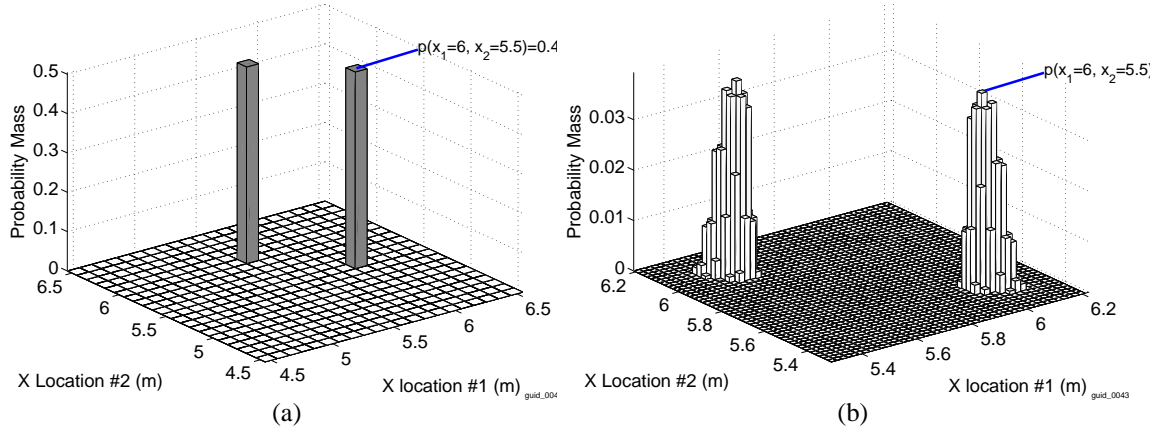 p(x1=6, x2=5.5)=0.4
0.5
0.4
0.3
0.2
0.1
0
Probability Mass
6.5
6
5.5
5
4.5
X Location #2 (m)
4.5
5
5.5
6
6.5
X location #1 (m)
guid_004
(a)
p(x1=6, x2=5.5)
0.03
0.02
0.01
0
Probability Mass
6.2
6
5.8
5.6
5.4
X Location #2 (m)
5.4
5.6
5.8
6
6.2
X location #1 (m)
guid_0043
(b)